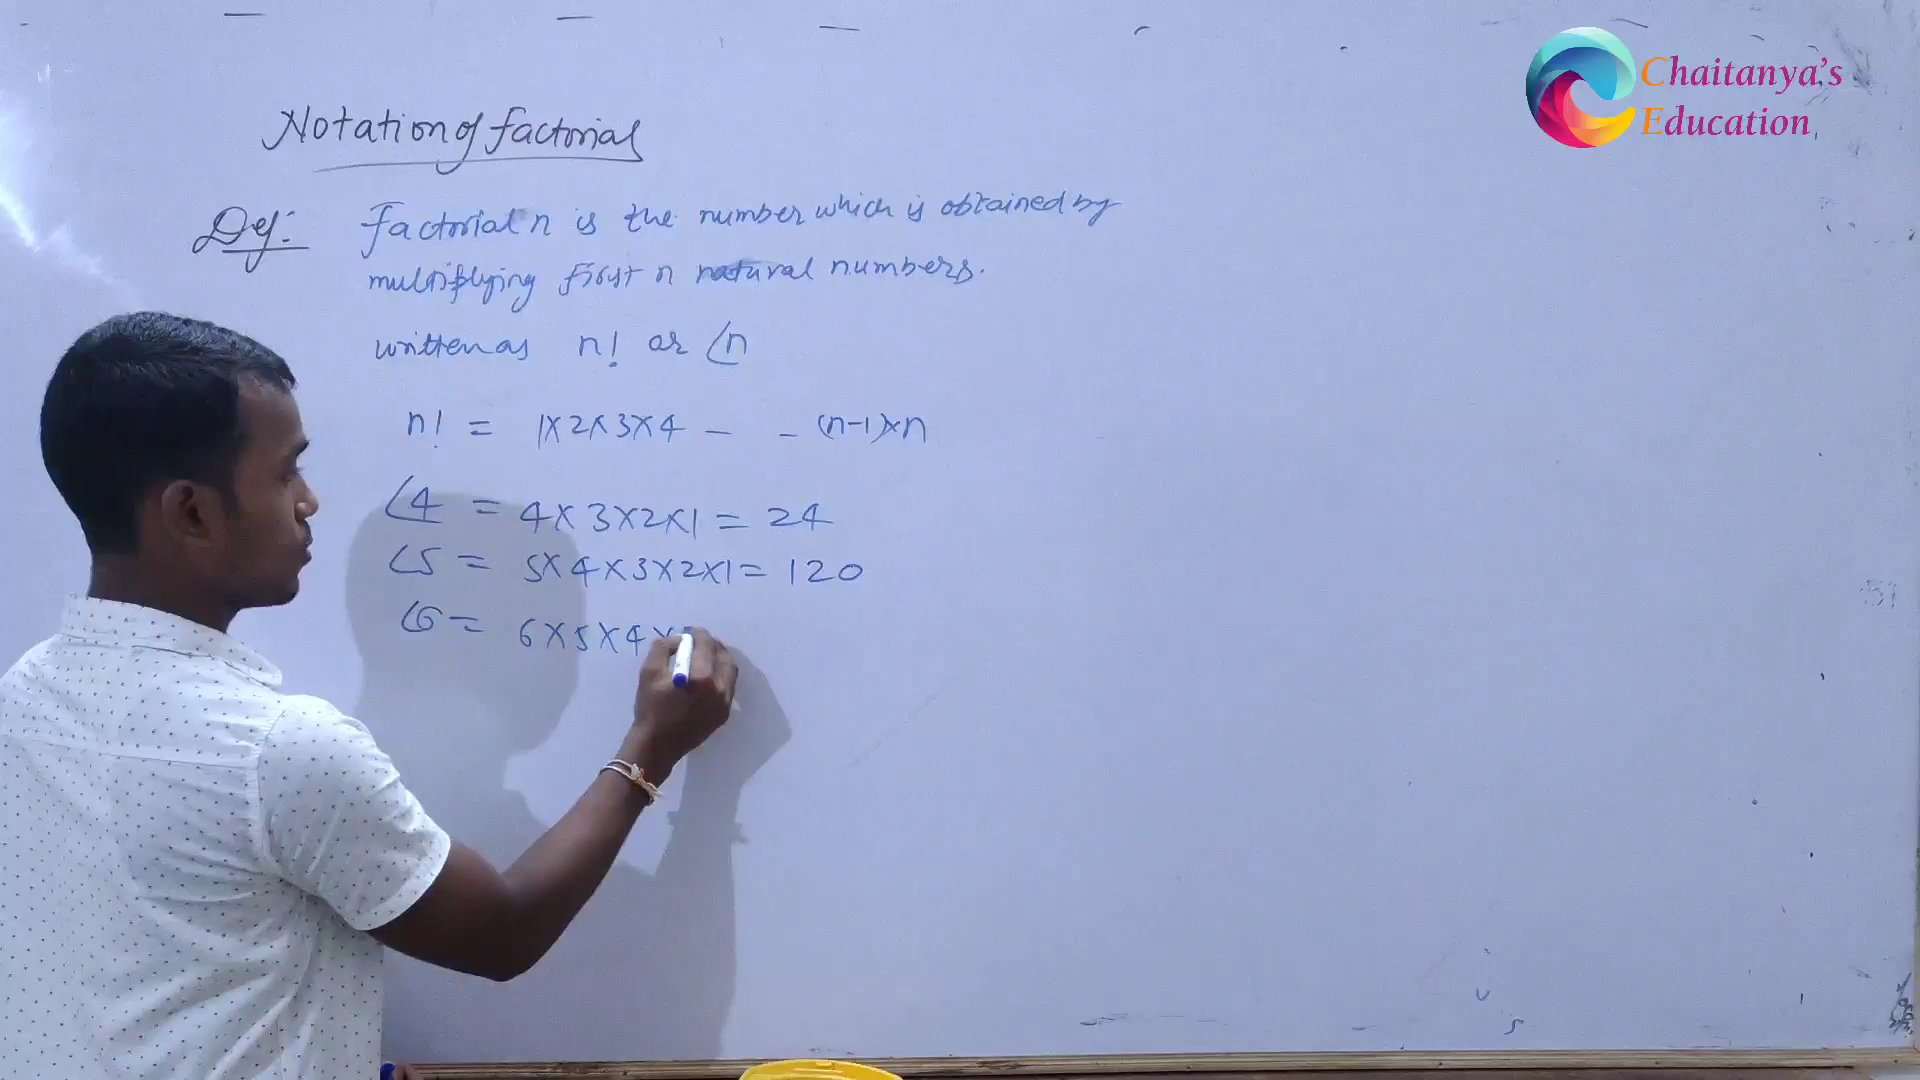 Chaitanya's
Education
Notation of factorial
Def: Factorial n is the number which is obtained by
multiplying first n natural numbers.
written as n! or ∠n
n! = 1×2×3×4 - - (n-1)×n
∠4 = 4×3×2×1 = 24
∠5 = 5×4×3×2×1 = 120
∠6 = 6×5×4×